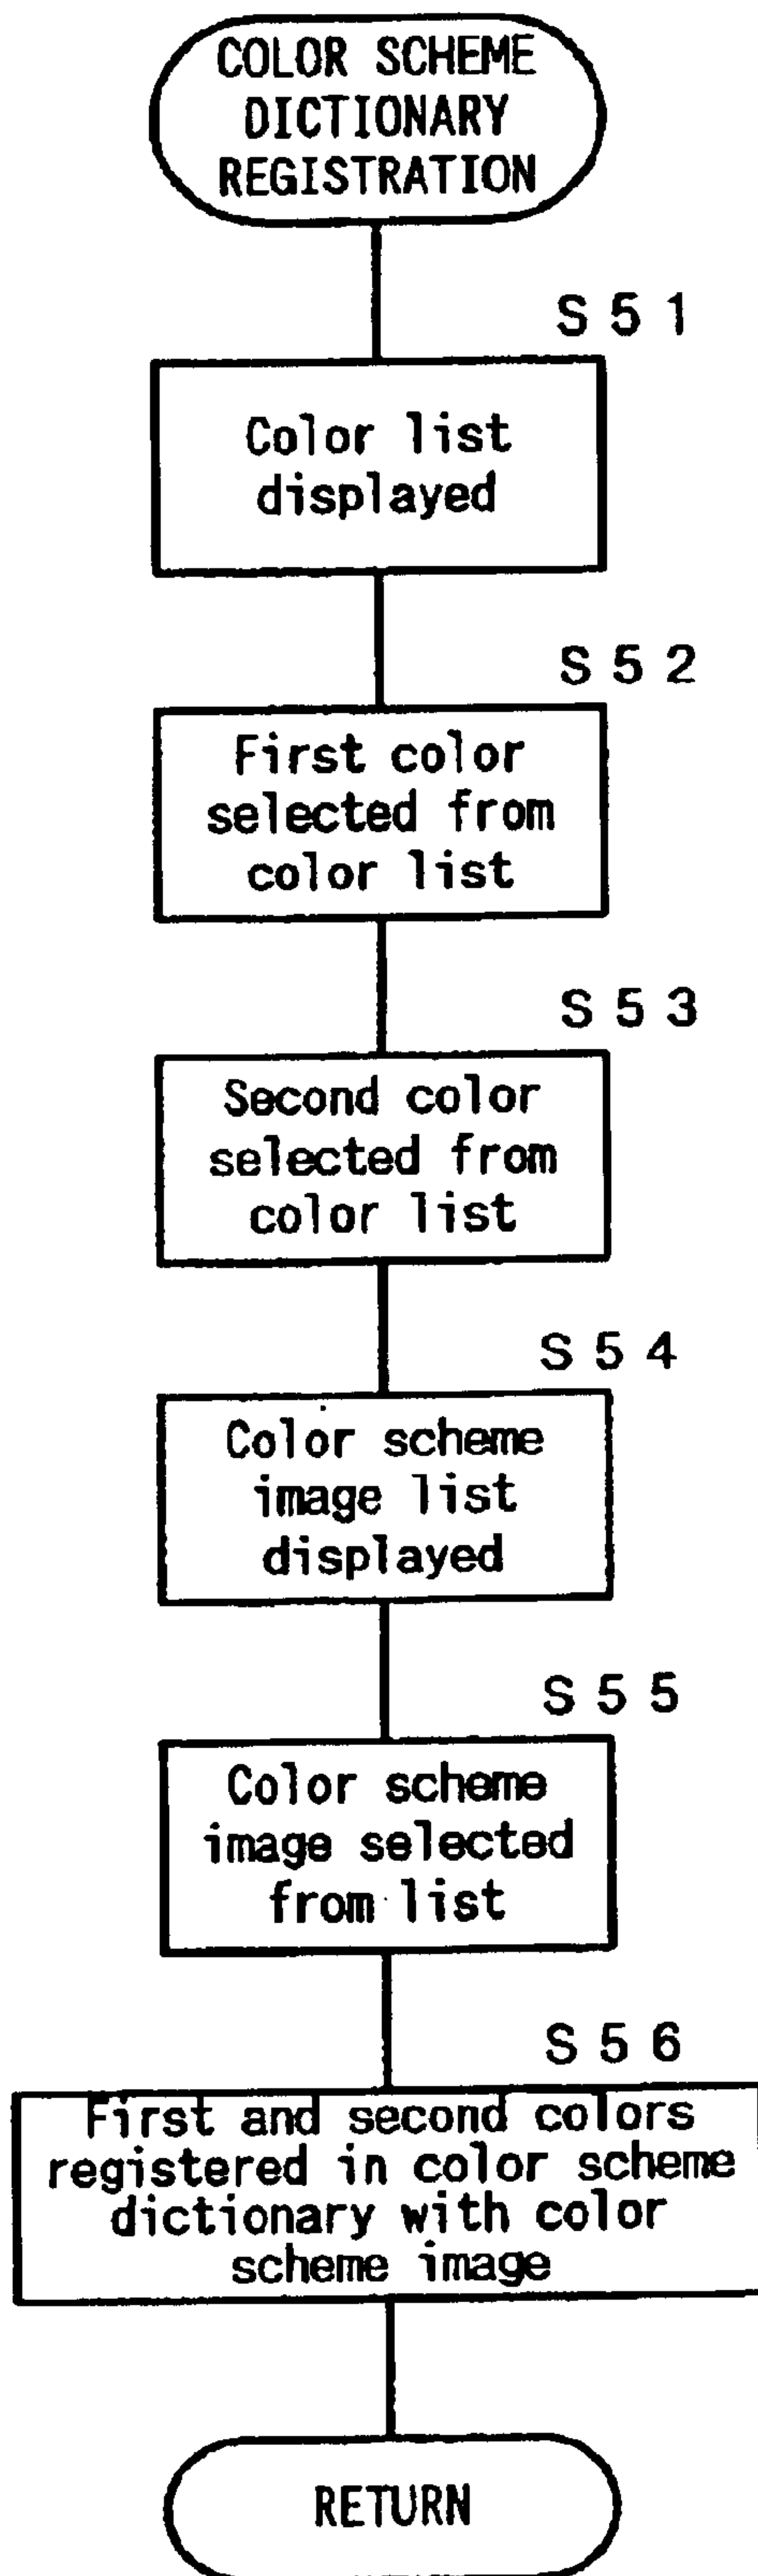 COLOR SCHEME
DICTIONARY
REGISTRATION
S51
Color list
displayed
S52
First color
selected from
color list
S53
Second color
selected from
color list
S54
Color scheme
image list
displayed
S55
Color scheme
image selected
from list
S56
First and second colors
registered in color scheme
dictionary with color
scheme image
RETURN